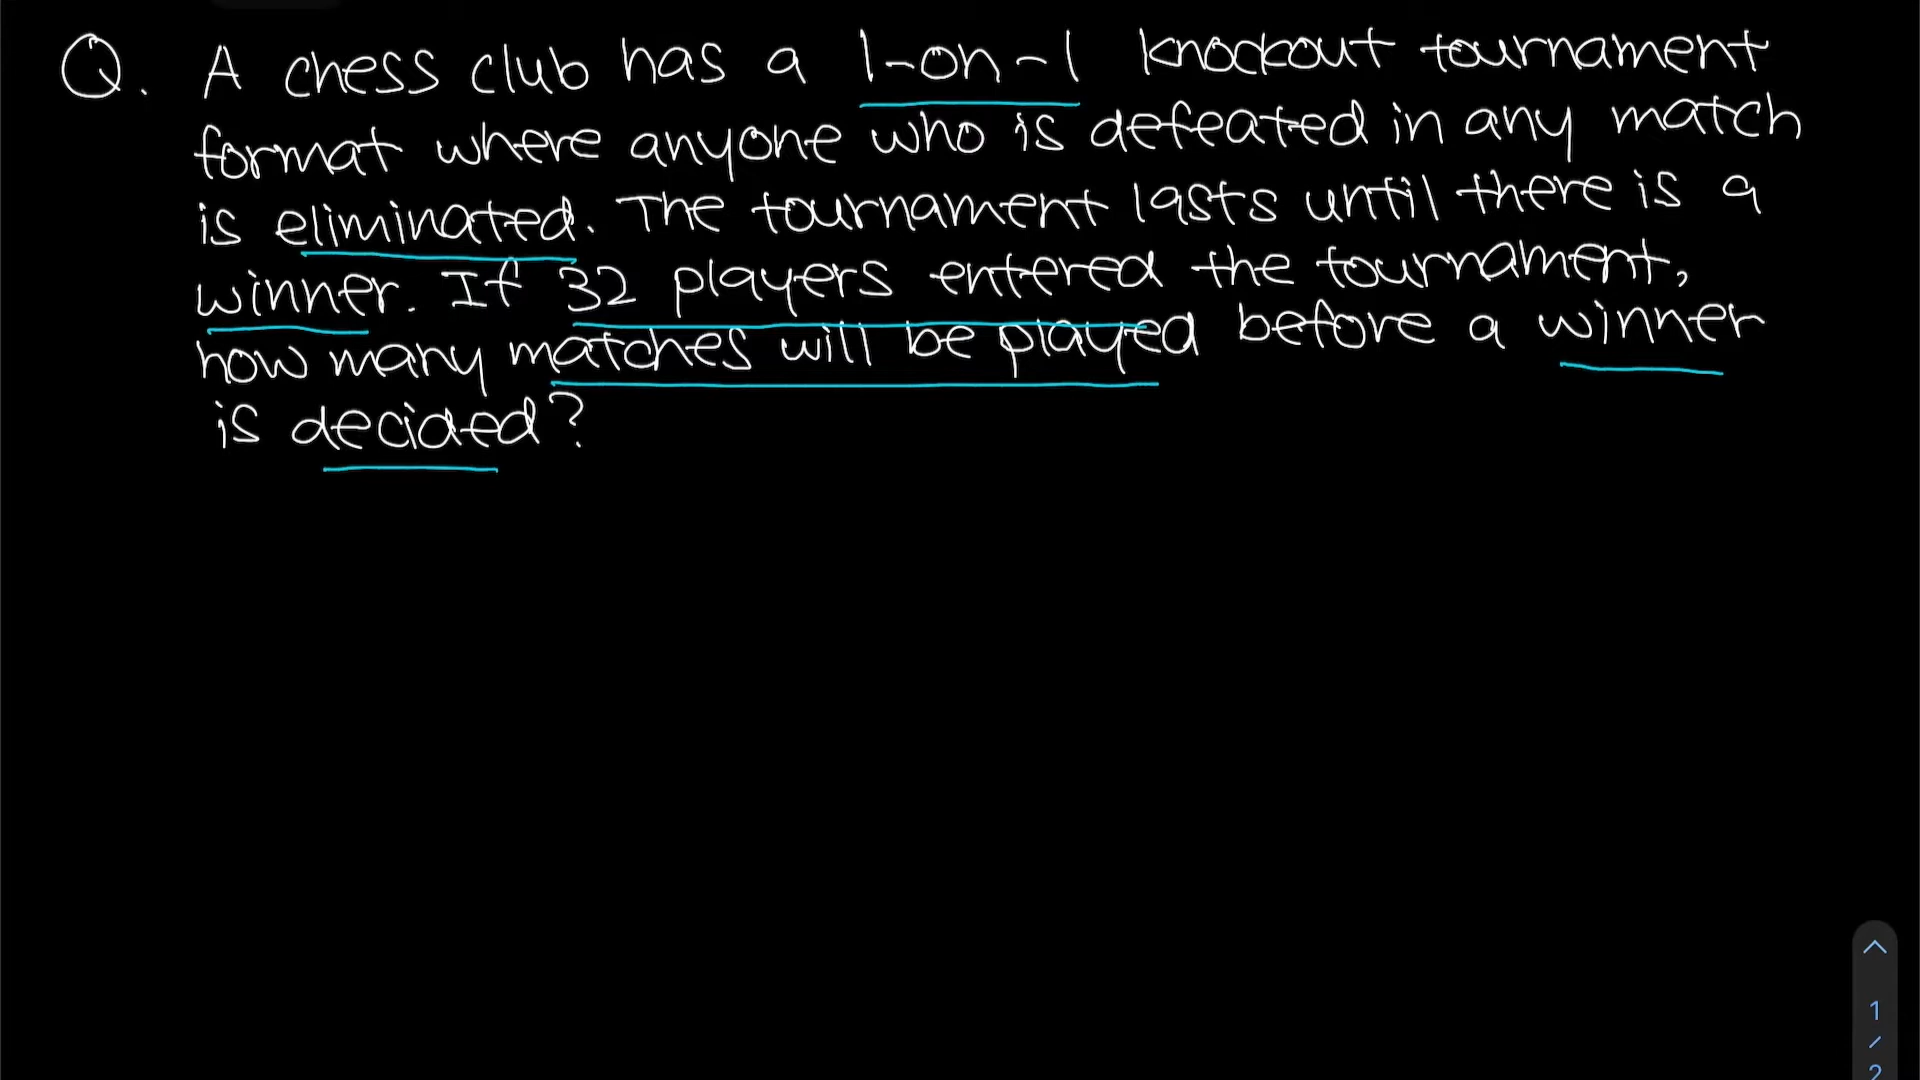 Q. A chess club has a 1-on-1 knockout tournament
format where anyone who is defeated in any match
is eliminated. The tournament lasts until there is a
winner. If 32 players entered the tournament,
how many matches will be played before a winner
is decided?
1
/
2